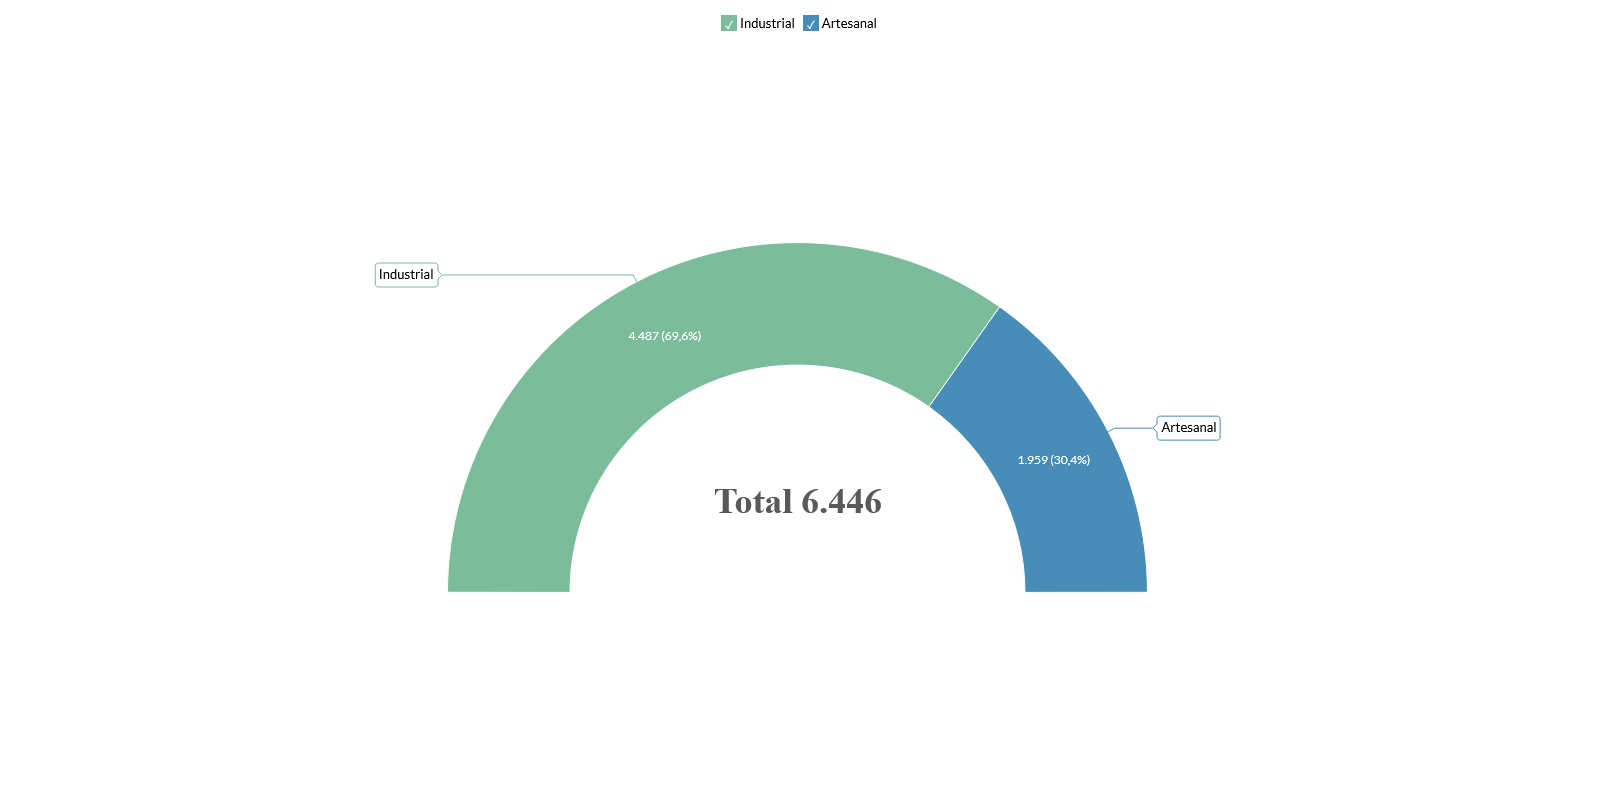 Industrial Artesanal
Industrial
4.487 (69,6%)
Artesanal
1.959 (30,4%)
Total 6.446